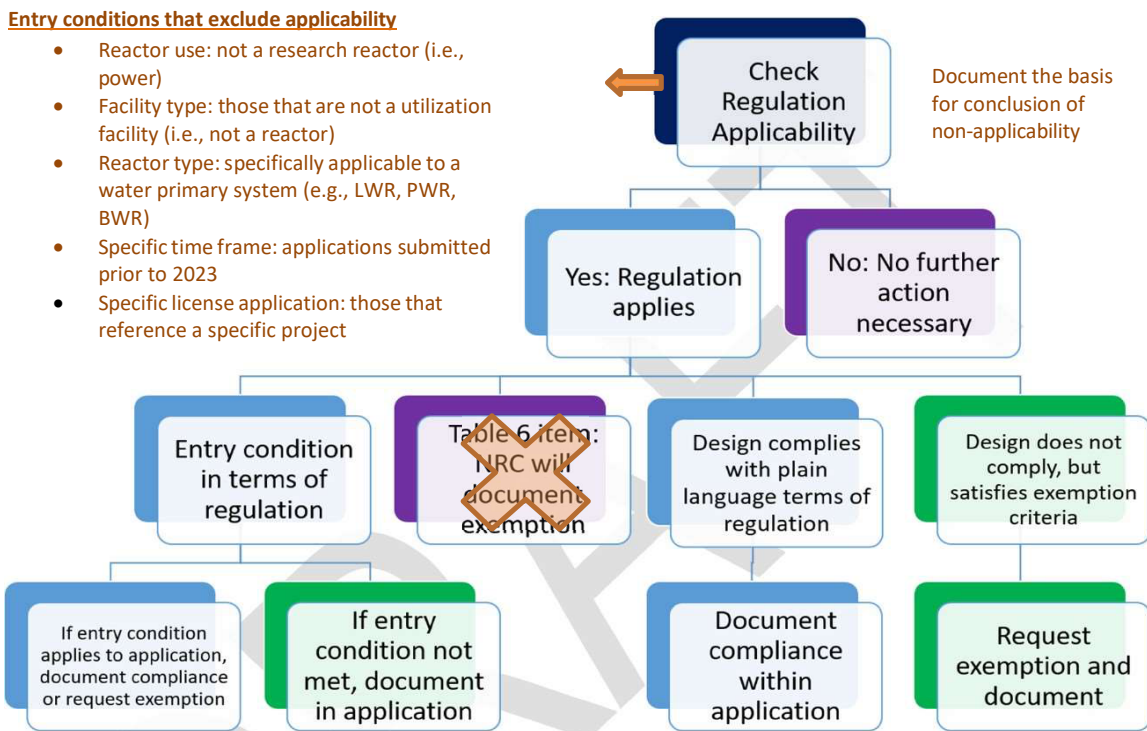 Entry conditions that exclude applicability
• Reactor use: not a research reactor (i.e.,
power)
• Facility type: those that are not a utilization
facility (i.e., not a reactor)
• Reactor type: specifically applicable to a
water primary system (e.g., LWR, PWR,
BWR)
• Specific time frame: applications submitted
prior to 2023
• Specific license application: those that
reference a specific project
Check
Regulation
Applicability
Document the basis
for conclusion of
non-applicability
Yes: Regulation
applies
No: No further
action
necessary
Entry condition
in terms of
regulation
Table 6 item:
NRC will
document
exemption
Design complies
with plain
language terms of
regulation
Design does not
comply, but
satisfies exemption
criteria
If entry condition
applies to application,
document compliance
or request exemption
If entry
condition not
met, document
in application
Document
compliance
within
application
Request
exemption and
document
DRAFT